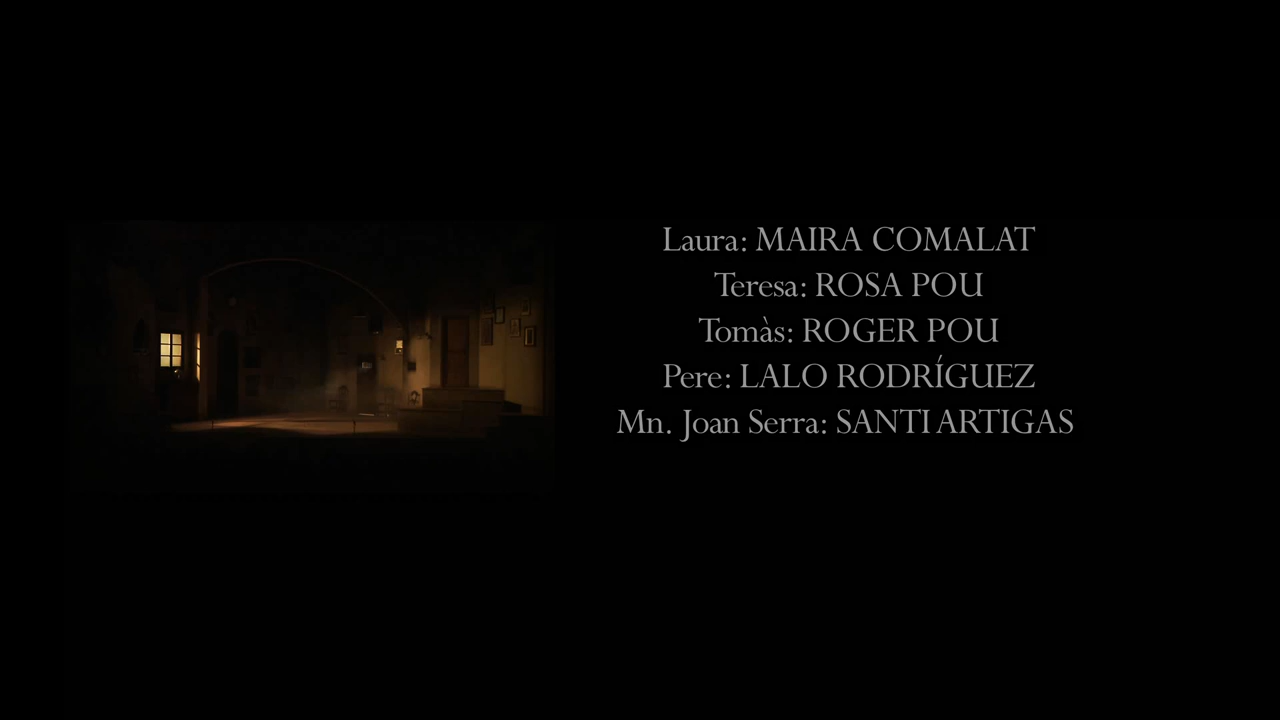 Laura: MAIRA COMALAT
Teresa: ROSA POU
Tomàs: ROGER POU
Pere: LALO RODRÍGUEZ
Mn. Joan Serra: SANTI ARTIGAS